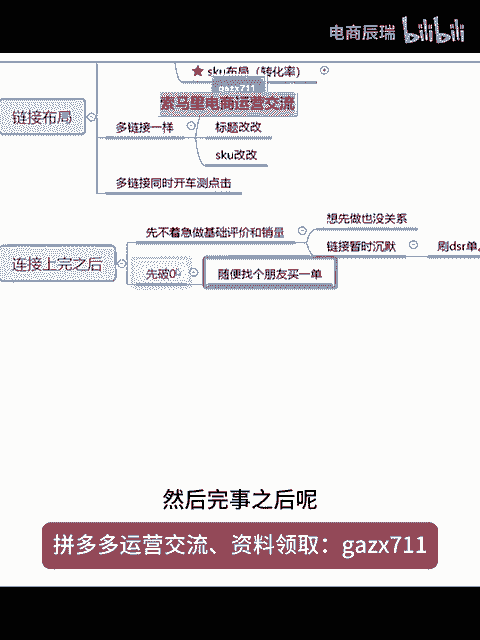 电商辰瑞 bilibili
★ sku布局（转化率）
gazx711
索马里电商运营交流
链接布局
多链接一样
标题改改
sku改改
多链接同时开车测点击
想先做也没关系
先不着急做基础评价和销量
链接暂时沉默
刷dsr单,
连接上完之后
先破0
随便找个朋友买一单
然后完事之后呢
拼多多运营交流、资料领取：gazx711